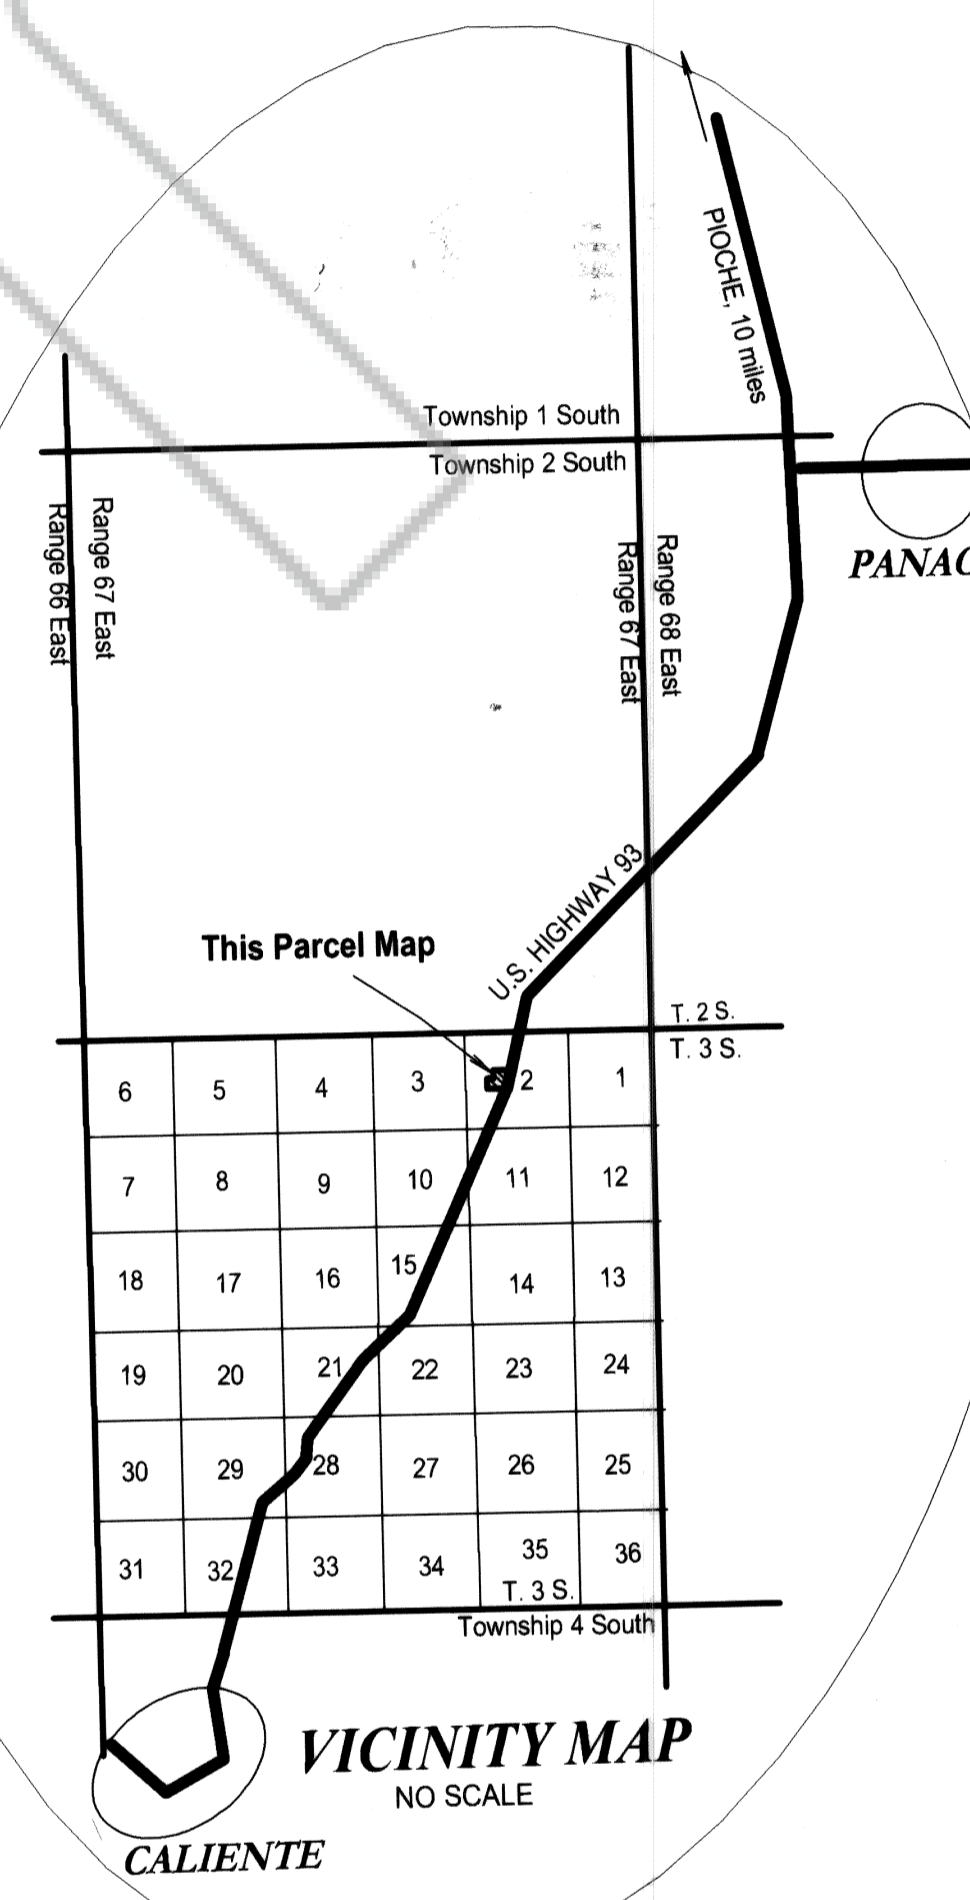 PIOCHE, 10 miles
Township 1 South
Township 2 South
Range 66 East
Range 67 East
Range 67 East
Range 68 East
PANAC
U.S. HIGHWAY 93
This Parcel Map
T. 2 S.
T. 3 S.
6 5 4 3 2 1
7 8 9 10 11 12
18 17 16 15 14 13
19 20 21 22 23 24
30 29 28 27 26 25
31 32 33 34 35 36
T. 3 S.
Township 4 South
VICINITY MAP
NO SCALE
CALIENTE